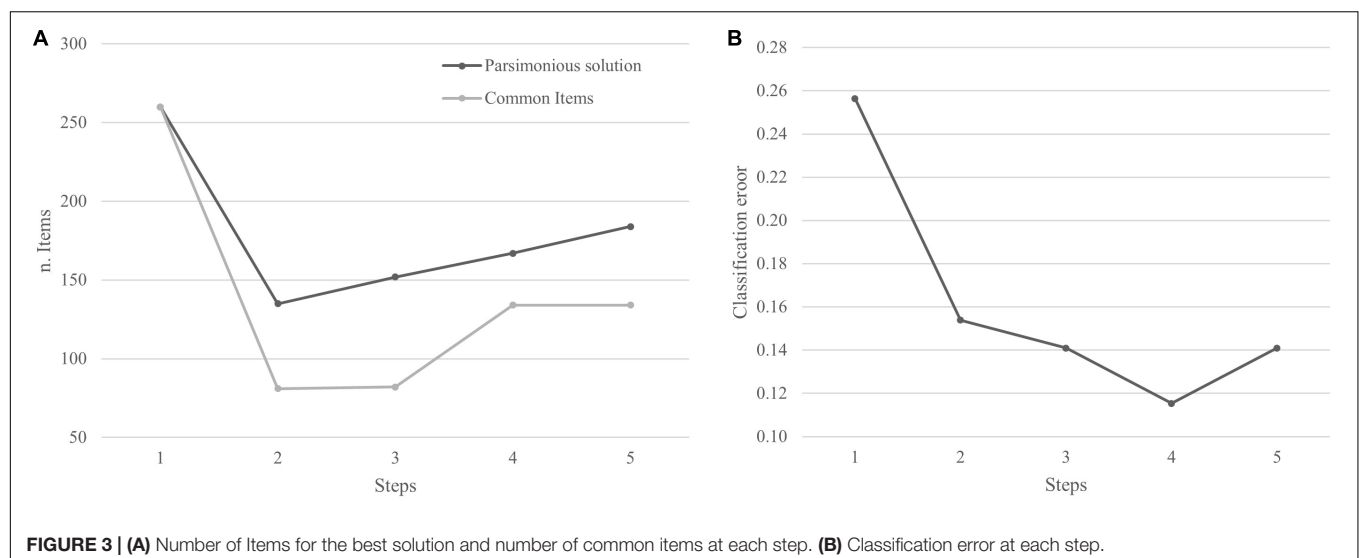 A
300
250
200
150
100
50
n. Items
Parsimonious solution
Common Items
1 2 3 4 5
Steps
B
0.28
0.26
0.24
0.22
0.20
0.18
0.16
0.14
0.12
0.10
Classification eroor
1 2 3 4 5
Steps
FIGURE 3 | (A) Number of Items for the best solution and number of common items at each step. (B) Classification error at each step.